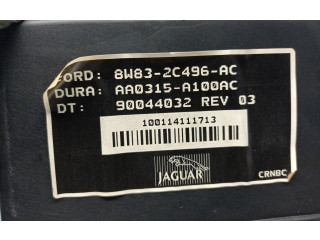 FORD: 8W83-2C496-AC
DURA: AA0315-A100AC
DT: 90044032 REV 03
100114111713
JAGUAR
CRNBC